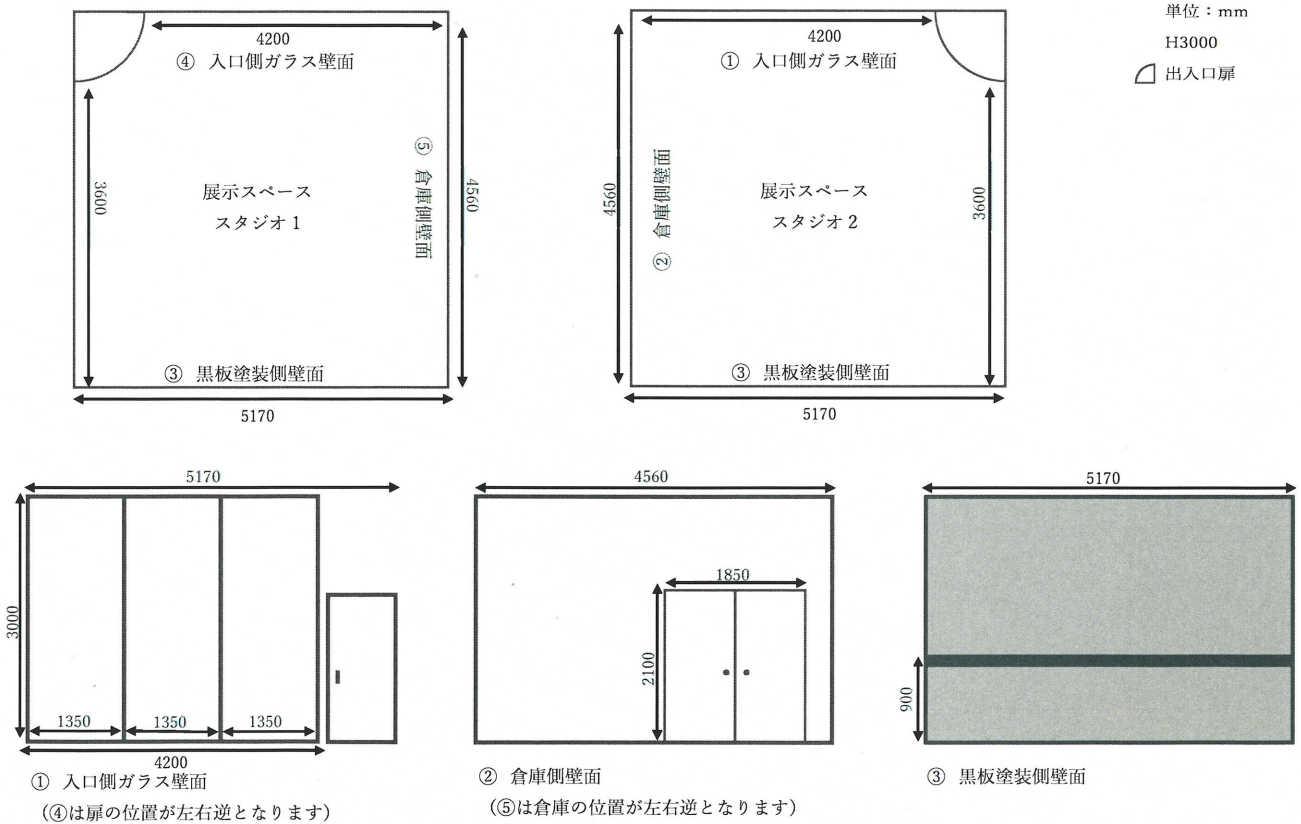 4200
④ 入口側ガラス壁面
⑤ 倉庫側壁面
4560
3600
展示スペース
スタジオ 1
③ 黒板塗装側壁面
5170
4200
① 入口側ガラス壁面
4560
② 倉庫側壁面
展示スペース
スタジオ 2
3600
③ 黒板塗装側壁面
5170
単位：mm
H3000
出入口扉
5170
3000
1350
1350
1350
4200
① 入口側ガラス壁面
（④は扉の位置が左右逆となります）
4560
1850
2100
② 倉庫側壁面
（⑤は倉庫の位置が左右逆となります）
5170
900
③ 黒板塗装側壁面